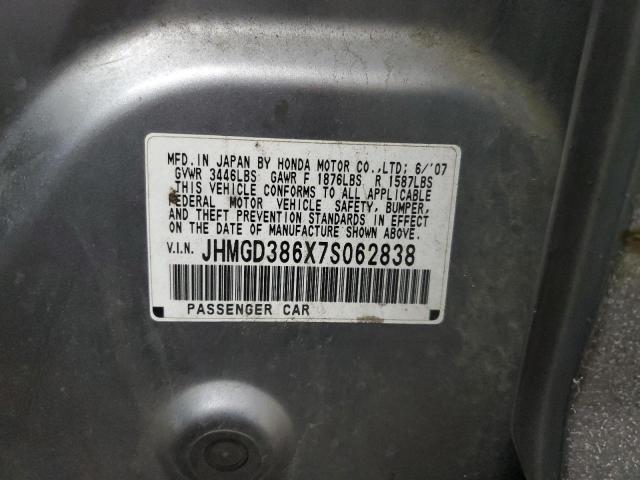 MFD. IN JAPAN BY HONDA MOTOR CO.,LTD; 6/'07
GVWR 3446LBS GAWR F 1876LBS R 1587LBS
THIS VEHICLE CONFORMS TO ALL APPLICABLE
FEDERAL MOTOR VEHICLE SAFETY, BUMPER,
AND THEFT PREVENTION STANDARDS IN EFFECT
ON THE DATE OF MANUFACTURE SHOWN ABOVE.
V.I.N. JHMGD386X7S062838
PASSENGER CAR